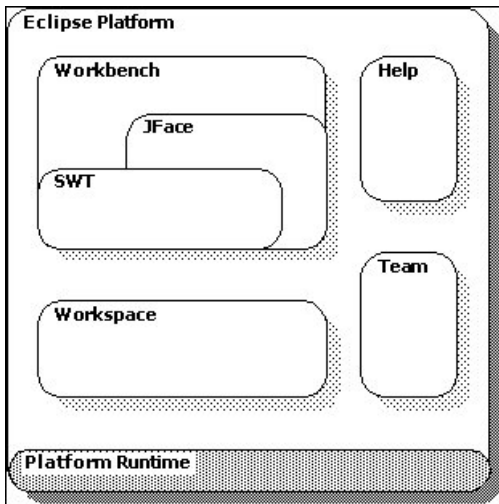 Eclipse Platform
Workbench
Help
JFace
SWT
Team
Workspace
Platform Runtime